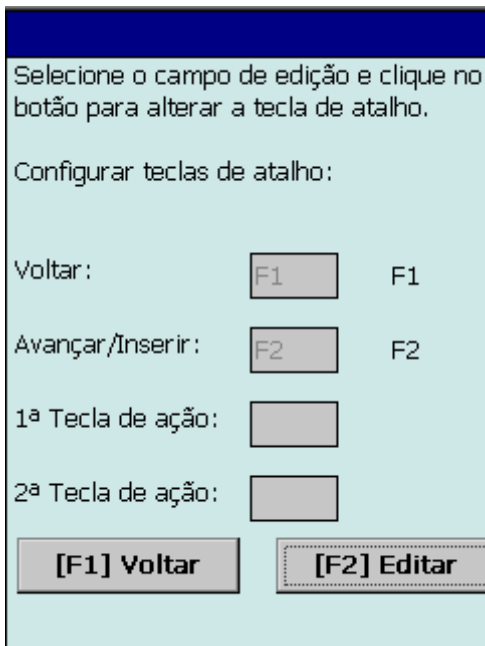 Selecione o campo de edição e clique no
botão para alterar a tecla de atalho.
Configurar teclas de atalho:
Voltar: F1 F1
Avançar/Inserir: F2 F2
1ª Tecla de ação:
2ª Tecla de ação:
[F1] Voltar [F2] Editar